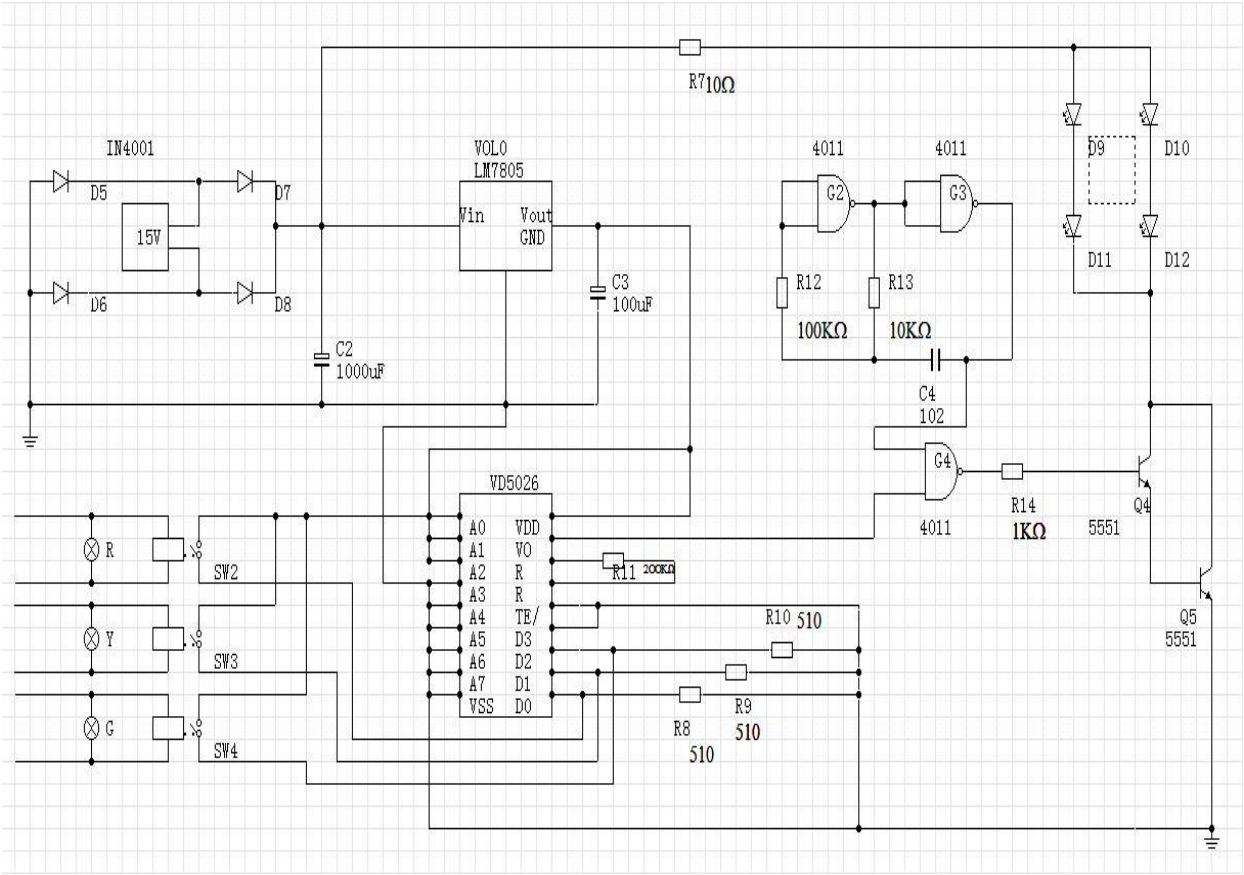 R710Ω
IN4001
VOL0
LM7805
4011
4011
D9
D10
D5
D7
Vin
Vout
GND
15V
G2
G3
D11
D12
D6
D8
C3
100uF
R12
100KΩ
R13
10KΩ
C2
1000uF
C4
102
VD5026
G4
4011
R14
1KΩ
Q4
5551
Q5
5551
R
SW2
Y
SW3
G
SW4
A0 VDD
A1 VO
A2 R
A3 R
A4 TE/
A5 D3
A6 D2
A7 D1
VSS D0
R11 200KΩ
R10 510
R9
510
R8
510